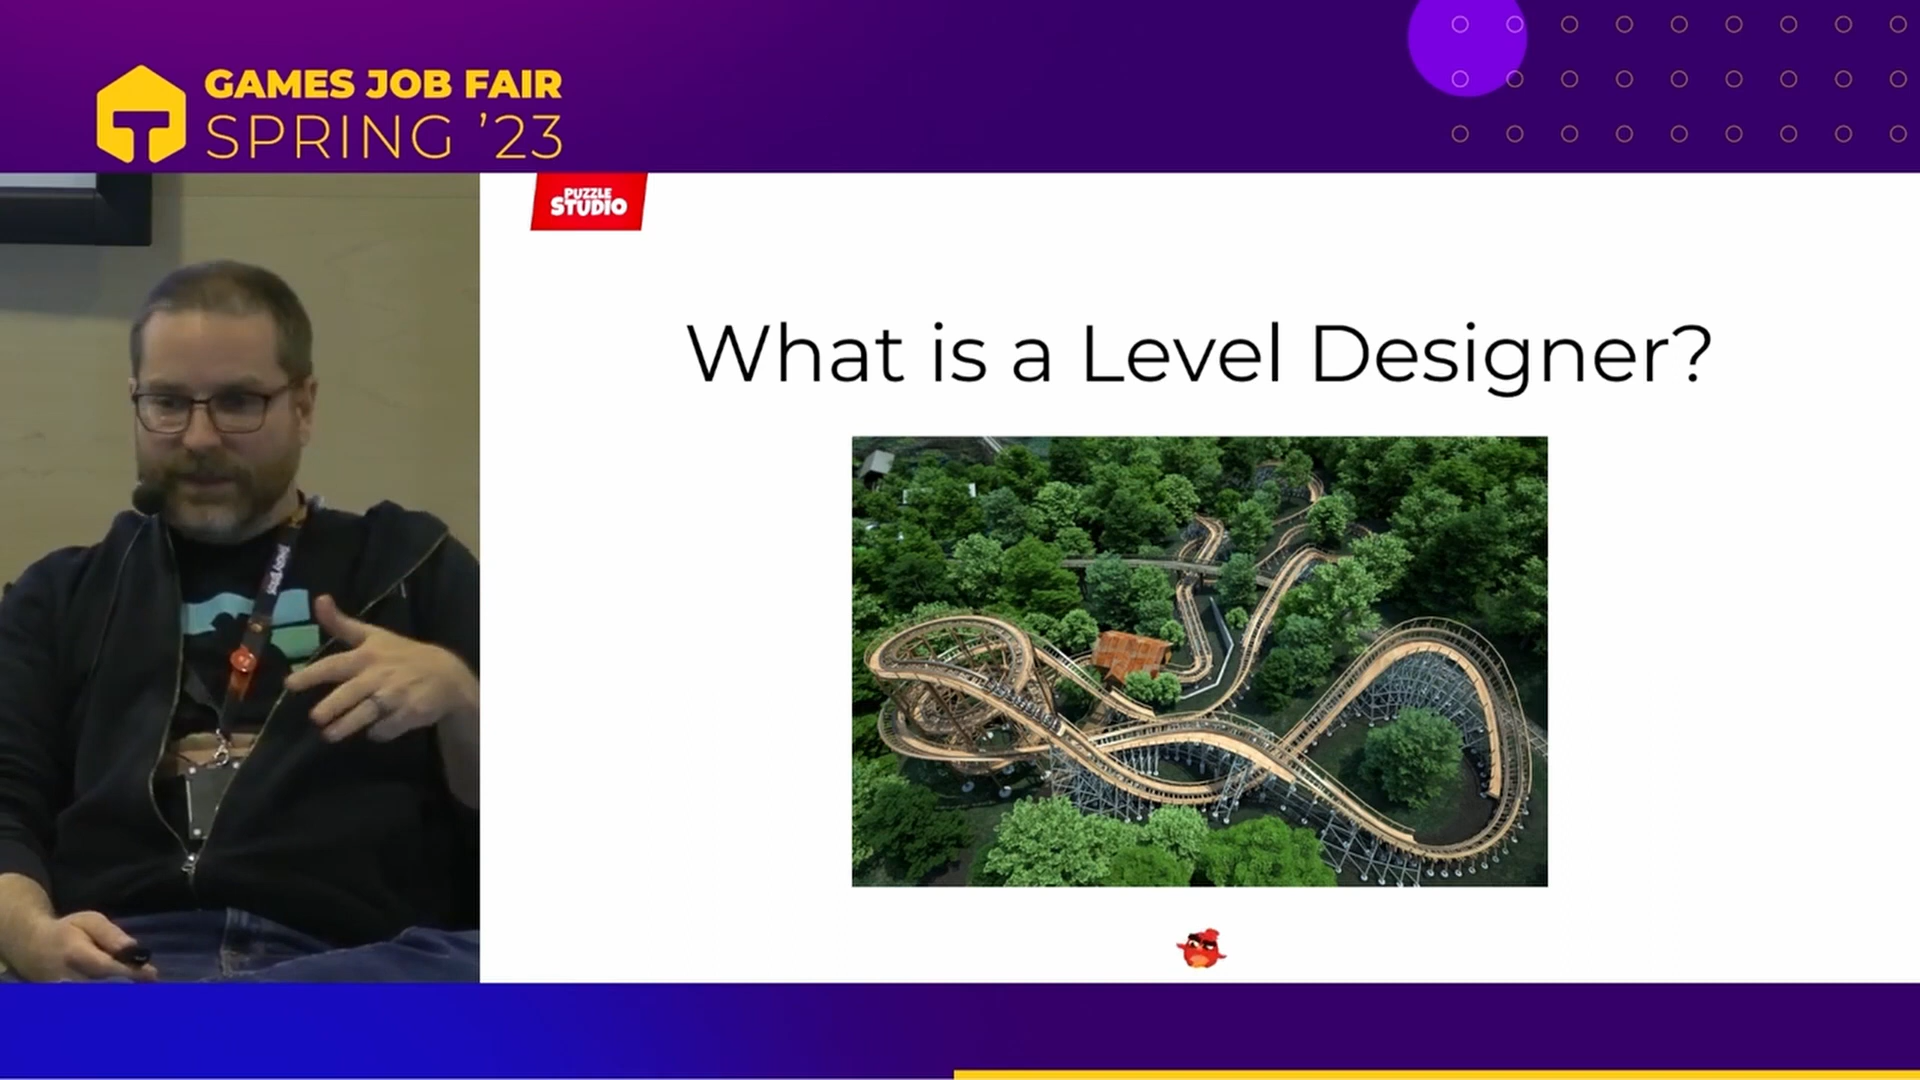 GAMES JOB FAIR
SPRING ’23
PUZZLE
STUDIO
What is a Level Designer?